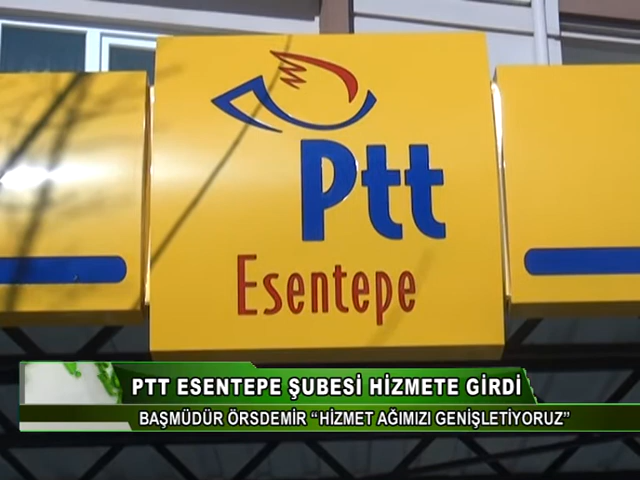 Ptt
Esentepe
PTT ESENTEPE ŞUBESİ HİZMETE GİRDİ
BAŞMÜDÜR ÖRSDEMİR “HİZMET AĞIMIZI GENİŞLETİYORUZ”